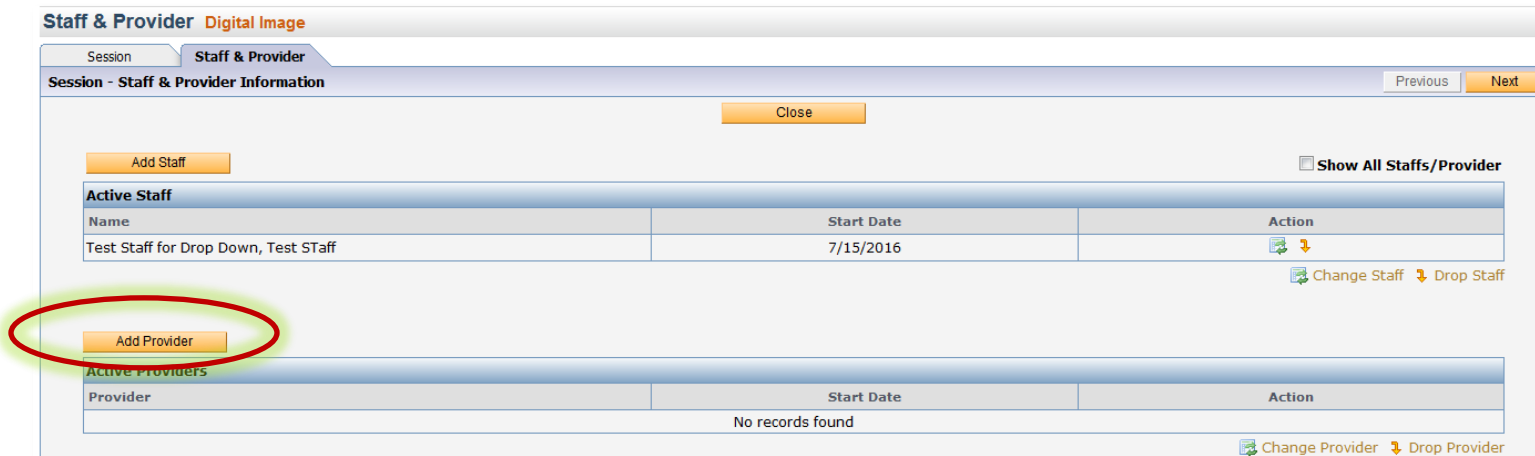 Staff & Provider Digital Image
Session Staff & Provider
Session - Staff & Provider Information Previous Next
Close
Add Staff Show All Staffs/Provider
Active Staff
Name Start Date Action
Test Staff for Drop Down, Test STaff 7/15/2016
Change Staff Drop Staff
Add Provider
Active Providers
Provider Start Date Action
No records found
Change Provider Drop Provider